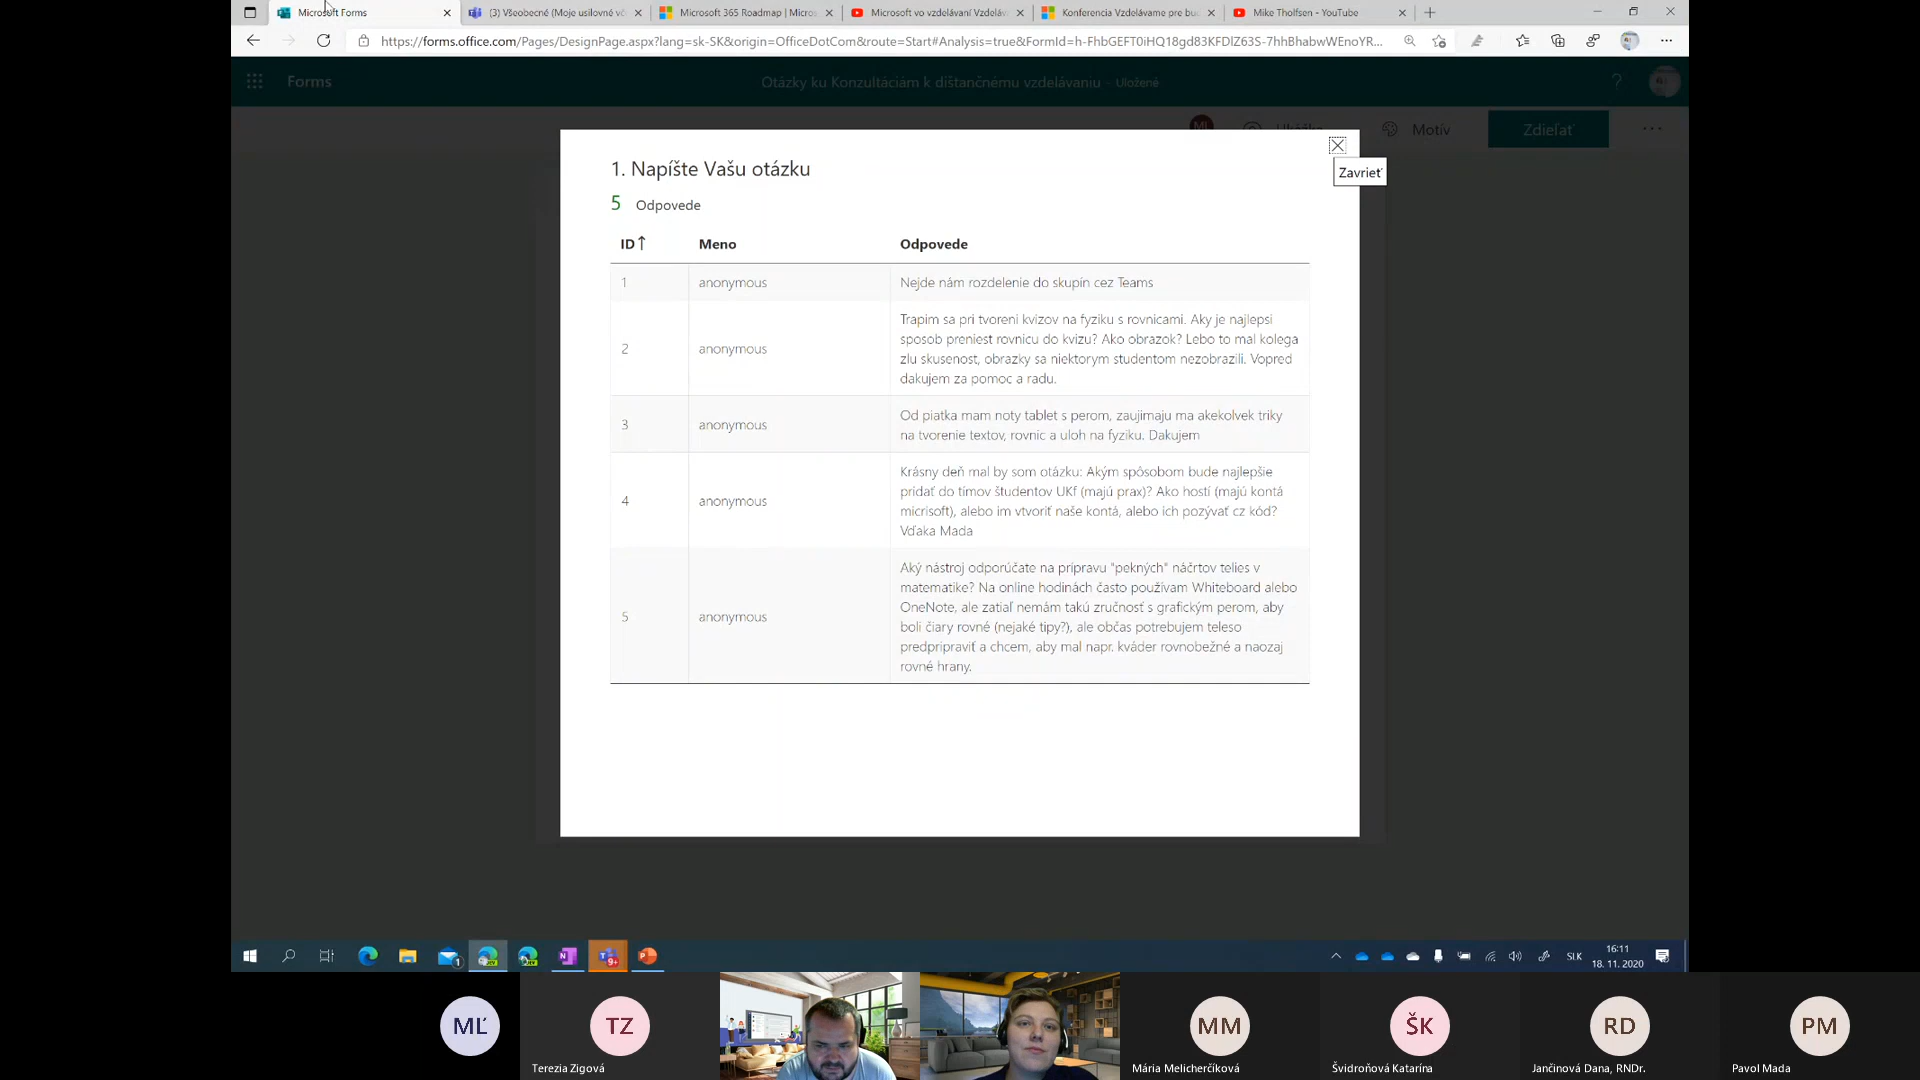 Microsoft Forms
(3) Všeobecné (Moje usilovné vč
Microsoft 365 Roadmap | Micros
Microsoft vo vzdelávaní Vzdeláv
Konferencia Vzdelávame pre bud
Mike Tholfsen - YouTube
https://forms.office.com/Pages/DesignPage.aspx?lang=sk-SK&origin=OfficeDotCom&route=Start#Analysis=true&FormId=h-FhbGEFT0iHQ18gd83KFDlZ63S-7hhBhabwWEnoYR...
Forms
Otázky ku Konzultáciám k dištančnému vzdelávaniu - Uložené
?
Ukážka
Motív
Zdieľať
1. Napíšte Vašu otázku
Zavrieť
5 Odpovede
ID↑ Meno Odpovede
1 anonymous Nejde nám rozdelenie do skupín cez Teams
2 anonymous Trapim sa pri tvoreni kvizov na fyziku s rovnicami. Aky je najlepsi
sposob preniest rovnicu do kvizu? Ako obrazok? Lebo to mal kolega
zlu skusenost, obrazky sa niektorym studentom nezobrazili. Vopred
dakujem za pomoc a radu.
3 anonymous Od piatka mam noty tablet s perom, zaujimaju ma akekolvek triky
na tvorenie textov, rovnic a uloh na fyziku. Dakujem
4 anonymous Krásny deň mal by som otázku: Akým spôsobom bude najlepšie
pridať do tímov študentov UKf (majú prax)? Ako hostí (majú kontá
micrisoft), alebo im vtvoriť naše kontá, alebo ich pozývať cz kód?
Vďaka Mada
5 anonymous Aký nástroj odporúčate na prípravu "pekných" náčrtov telies v
matematike? Na online hodinách často používam Whiteboard alebo
OneNote, ale zatiaľ nemám takú zručnosť s grafickým perom, aby
boli čiary rovné (nejaké tipy?), ale občas potrebujem teleso
predpripraviť a chcem, aby mal napr. kváder rovnobežné a naozaj
rovné hrany.
SLK
16:11
18. 11. 2020
MĽ
TZ
MM
ŠK
RD
PM
Terezia Zigová
Mária Melicherčíková
Švidroňová Katarína
Jančinová Dana, RNDr.
Pavol Mada